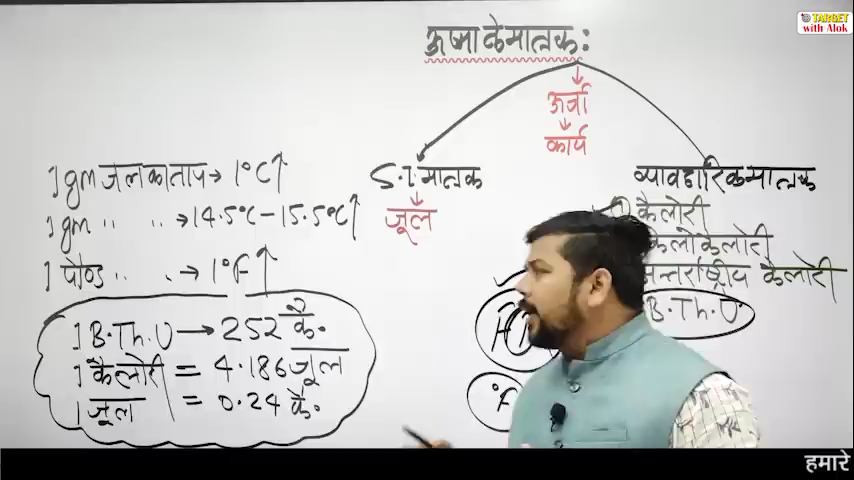 TARGET
with Alok
ऊष्मा के मात्रक:
ऊर्जा
कार्य
S.I. मात्रक
जूल
व्यावहारिक मात्रक
कैलोरी
किलो कैलोरी
अन्तर्राष्ट्रीय कैलोरी
B.Th.U
1 gm जल का ताप → 1°C↑
1 gm " " → 14.5°C - 15.5°C↑
1 पौण्ड " . → 1°F↑
1 B.Th.U → 252 कै.
1 कैलोरी = 4.186 जूल
1 जूल = 0.24 कै.
°F
हमारे